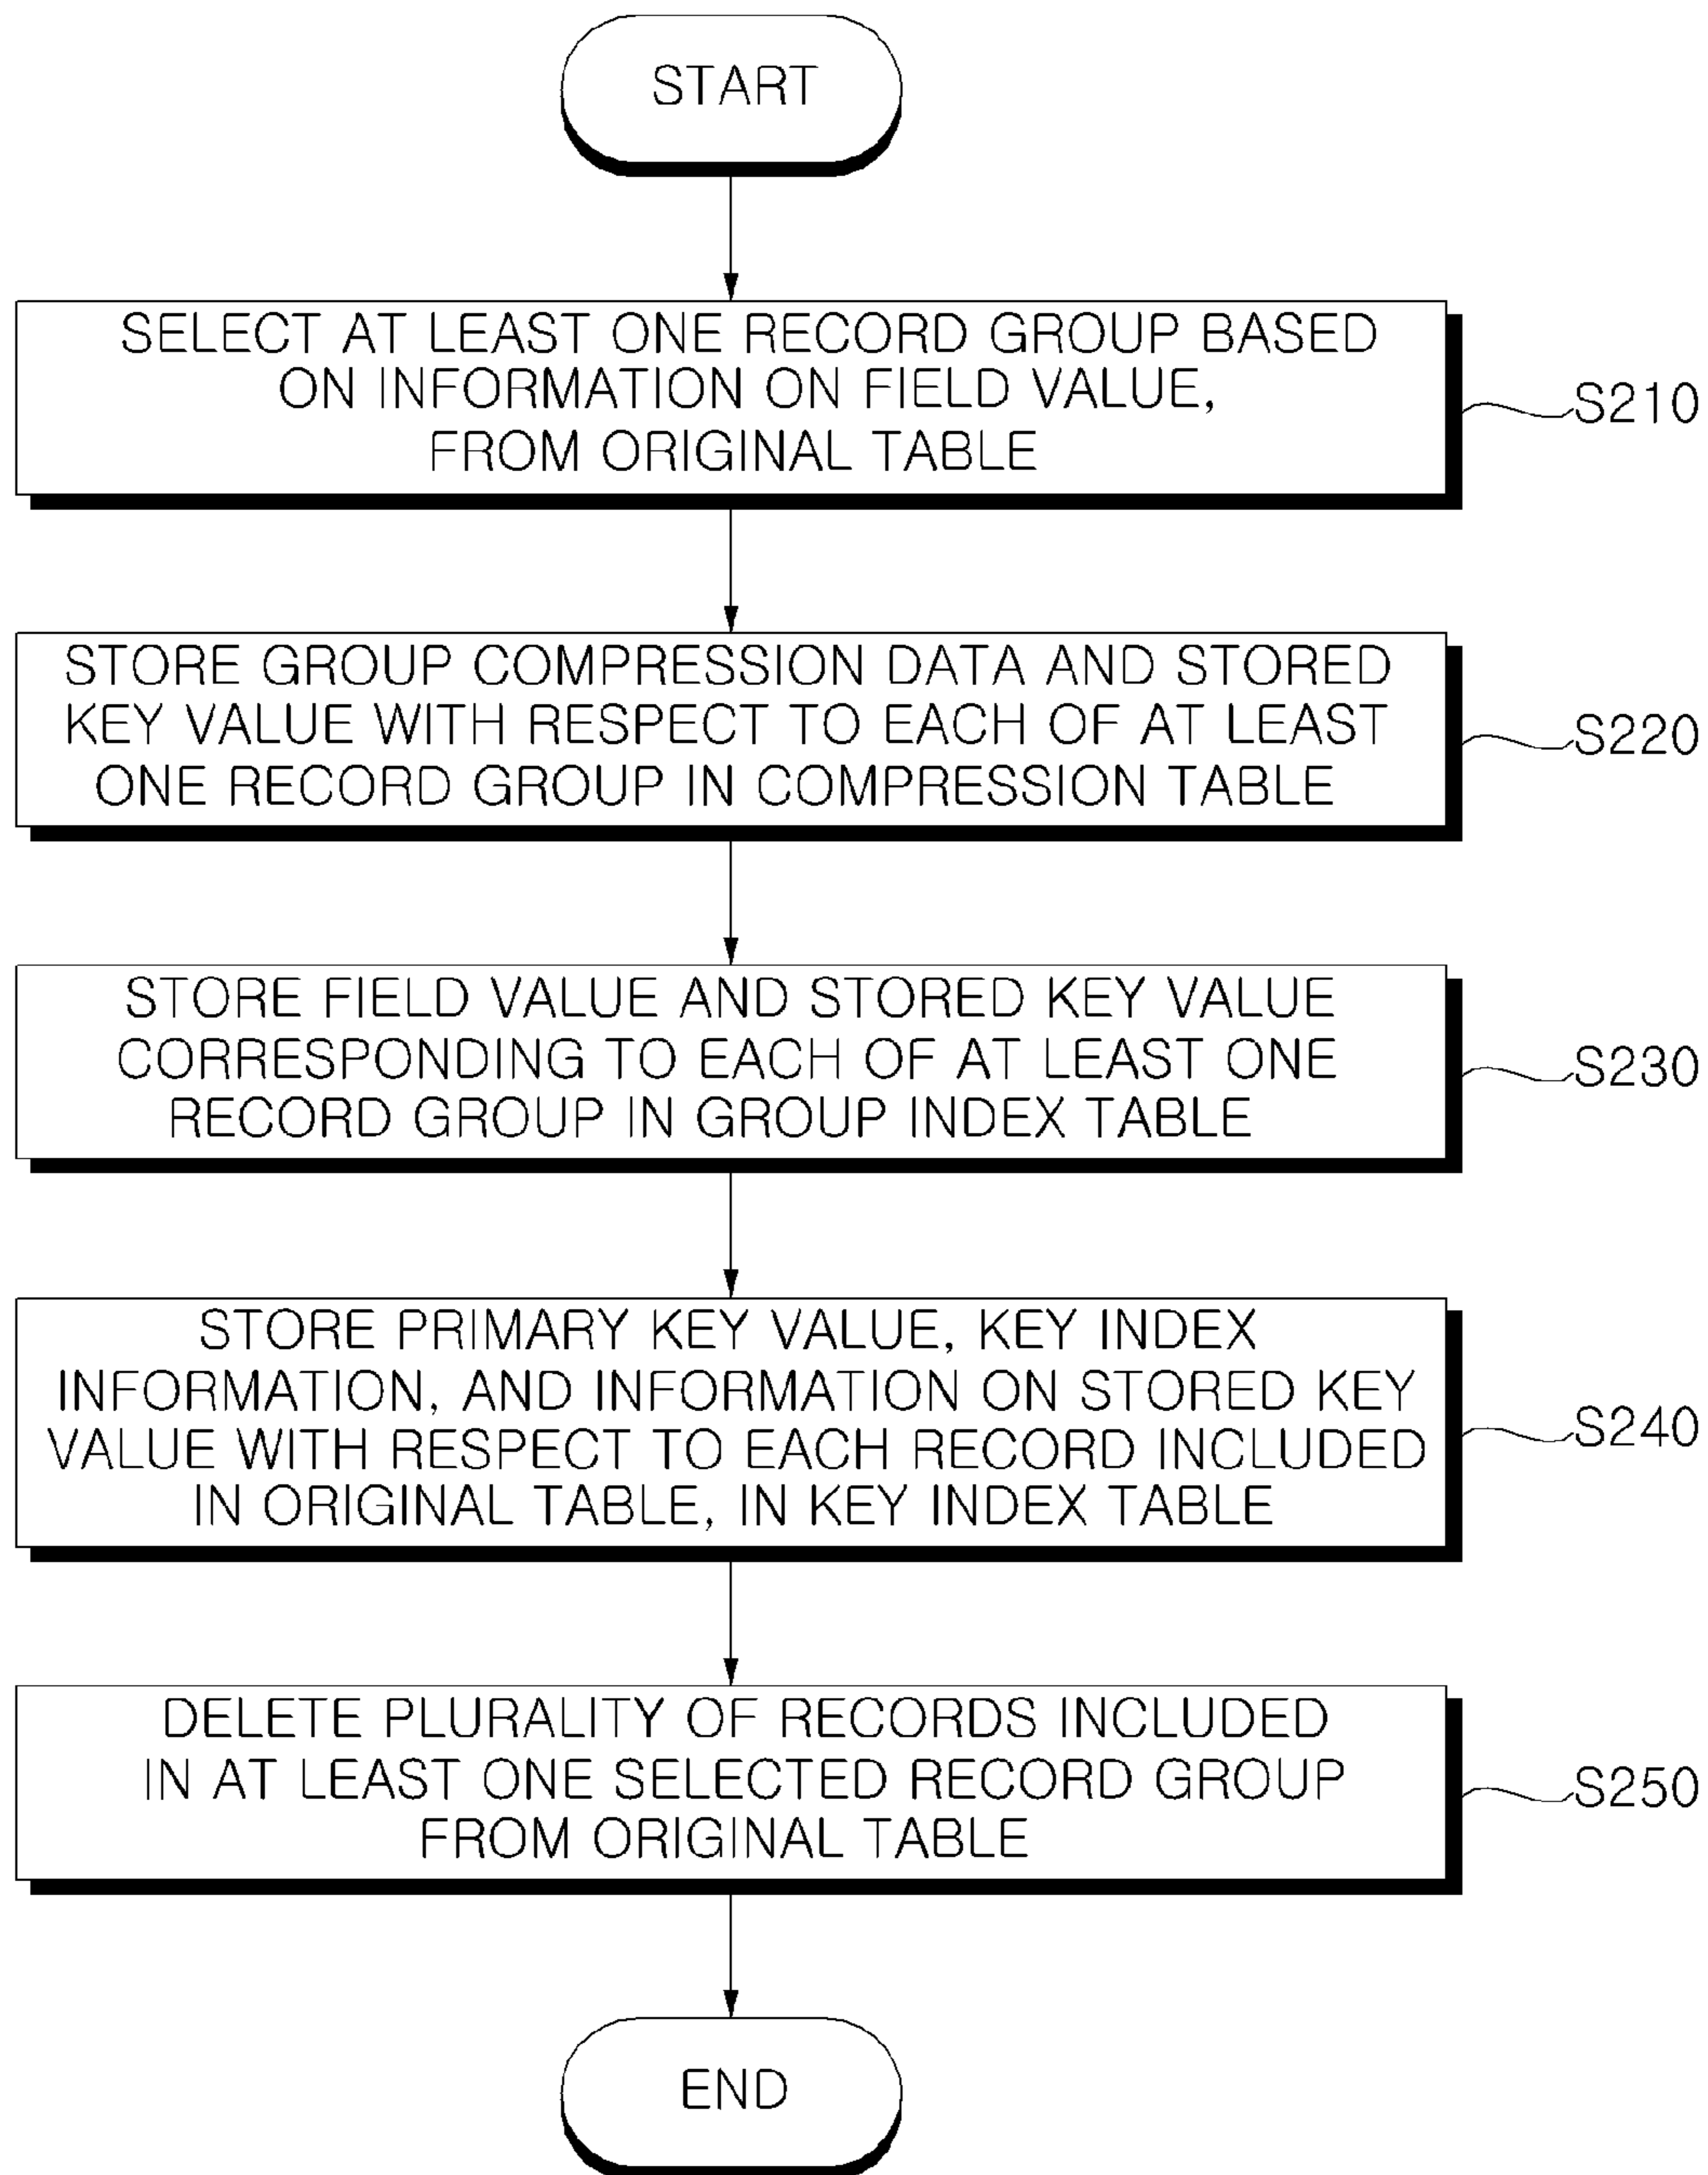 START
SELECT AT LEAST ONE RECORD GROUP BASED
ON INFORMATION ON FIELD VALUE,
FROM ORIGINAL TABLE
S210
STORE GROUP COMPRESSION DATA AND STORED
KEY VALUE WITH RESPECT TO EACH OF AT LEAST
ONE RECORD GROUP IN COMPRESSION TABLE
S220
STORE FIELD VALUE AND STORED KEY VALUE
CORRESPONDING TO EACH OF AT LEAST ONE
RECORD GROUP IN GROUP INDEX TABLE
S230
STORE PRIMARY KEY VALUE, KEY INDEX
INFORMATION, AND INFORMATION ON STORED KEY
VALUE WITH RESPECT TO EACH RECORD INCLUDED
IN ORIGINAL TABLE, IN KEY INDEX TABLE
S240
DELETE PLURALITY OF RECORDS INCLUDED
IN AT LEAST ONE SELECTED RECORD GROUP
FROM ORIGINAL TABLE
S250
END